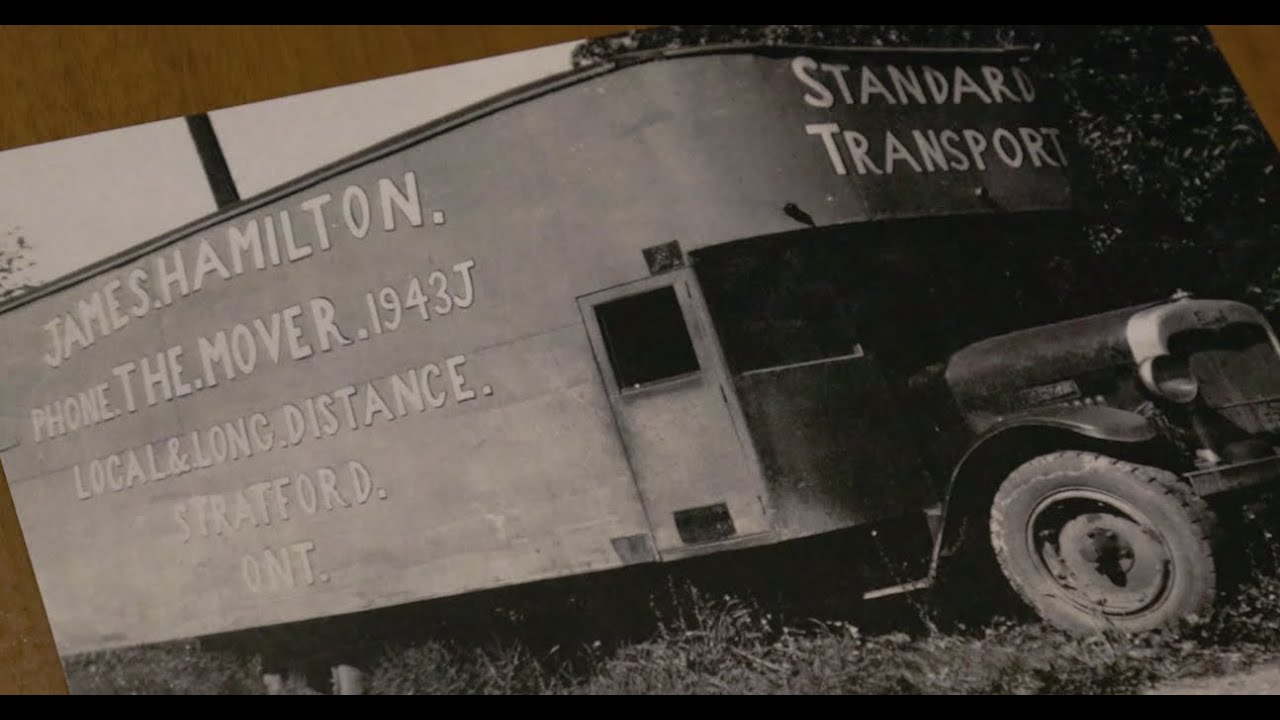 STANDARD
TRANSPORT
JAMES.HAMILTON.
PHONE.THE.MOVER.1943J
LOCAL&LONG.DISTANCE.
STRATFORD.
ONT.